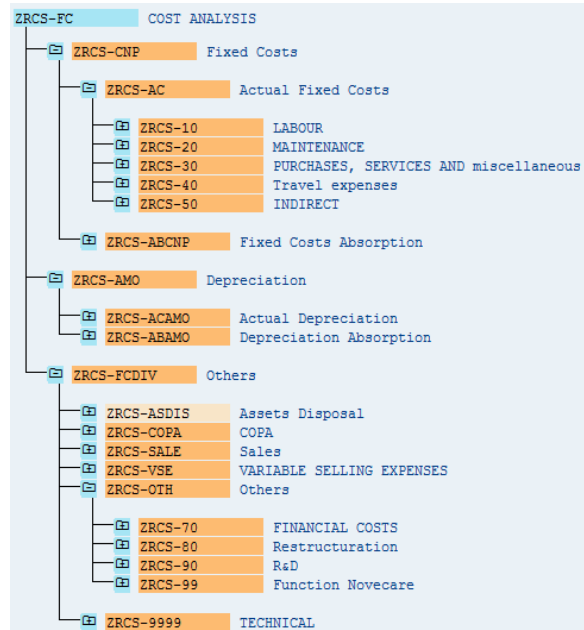 ZRCS-FC COST ANALYSIS
ZRCS-CNP Fixed Costs
ZRCS-AC Actual Fixed Costs
ZRCS-10 LABOUR
ZRCS-20 MAINTENANCE
ZRCS-30 PURCHASES, SERVICES AND miscellaneous
ZRCS-40 Travel expenses
ZRCS-50 INDIRECT
ZRCS-ABCNP Fixed Costs Absorption
ZRCS-AMO Depreciation
ZRCS-ACAMO Actual Depreciation
ZRCS-ABAMO Depreciation Absorption
ZRCS-FCDIV Others
ZRCS-ASDIS Assets Disposal
ZRCS-COPA COPA
ZRCS-SALE Sales
ZRCS-VSE VARIABLE SELLING EXPENSES
ZRCS-OTH Others
ZRCS-70 FINANCIAL COSTS
ZRCS-80 Restructuration
ZRCS-90 R&D
ZRCS-99 Function Novecare
ZRCS-9999 TECHNICAL